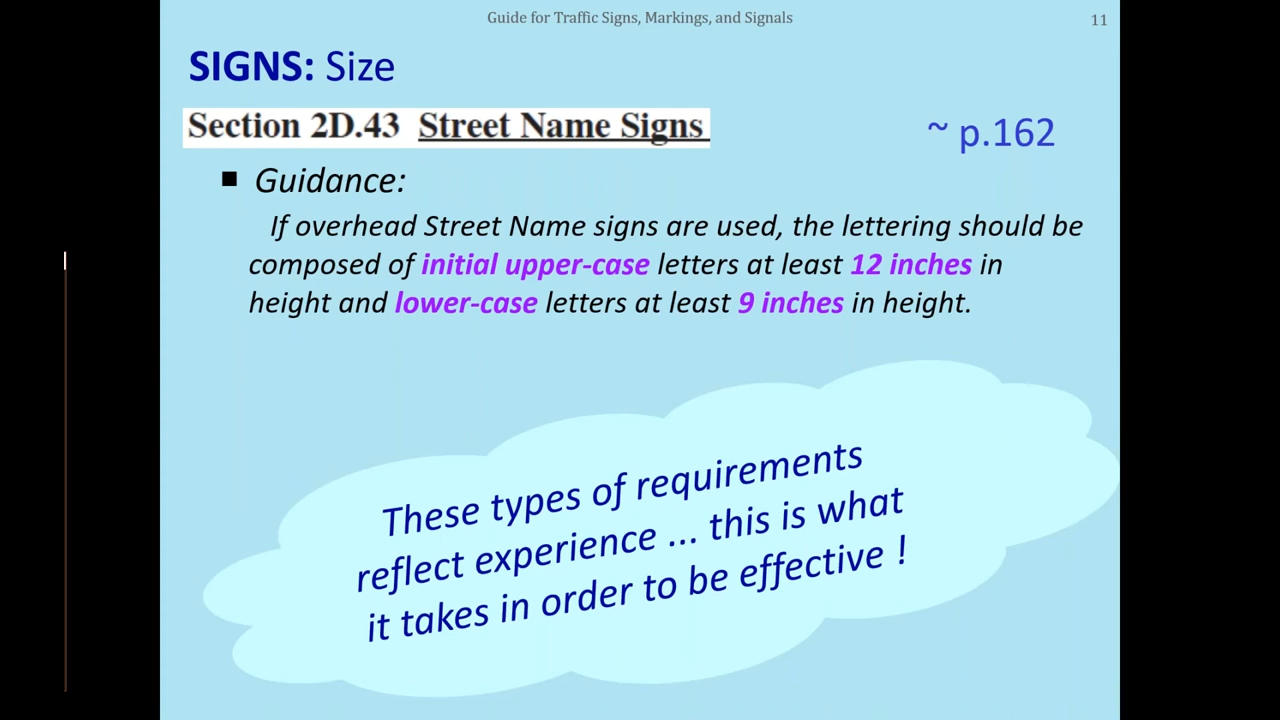 Guide for Traffic Signs, Markings, and Signals
11
SIGNS: Size
Section 2D.43 Street Name Signs
~ p.162
Guidance:
If overhead Street Name signs are used, the lettering should be
composed of initial upper-case letters at least 12 inches in
height and lower-case letters at least 9 inches in height.
These types of requirements
reflect experience ... this is what
it takes in order to be effective !